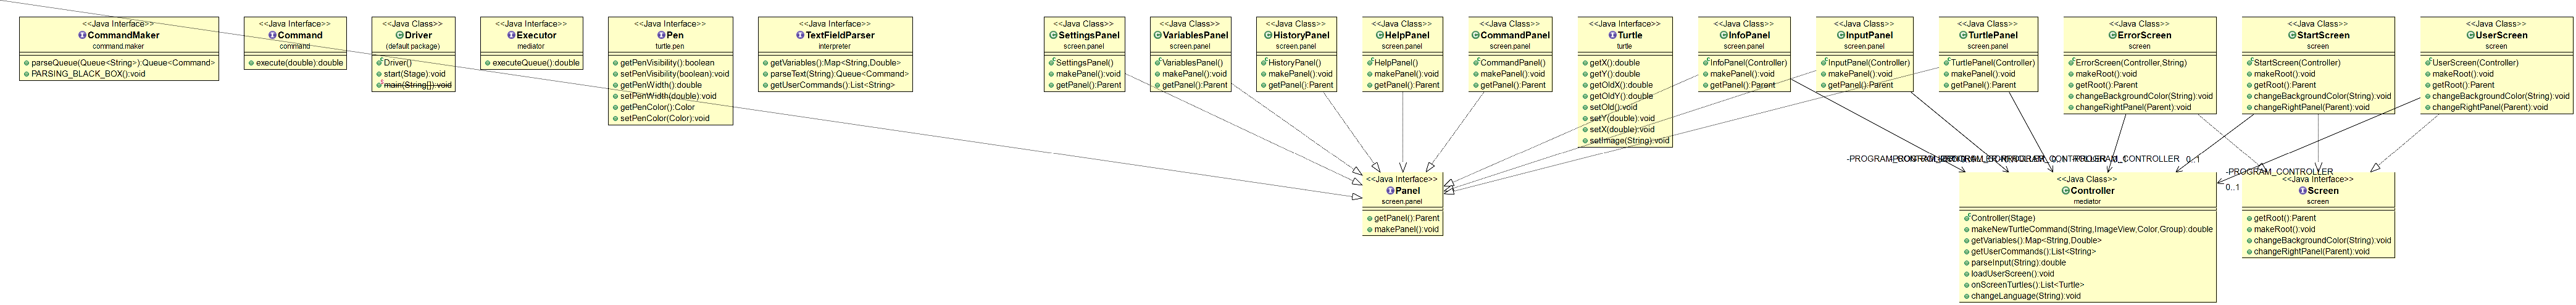 <<Java Interface>>
CommandMaker
command.maker
parseQueue(Queue<String>):Queue<Command>
PARSING_BLACK_BOX():void
<<Java Interface>>
Command
command
execute(double):double
<<Java Class>>
Driver
(default package)
Driver()
start(Stage):void
main(String[]):void
<<Java Interface>>
Executor
mediator
executeQueue():double
<<Java Interface>>
Pen
turtle.pen
getPenVisibility():boolean
setPenVisibility(boolean):void
getPenWidth():double
setPenWidth(double):void
getPenColor():Color
setPenColor(Color):void
<<Java Interface>>
TextFieldParser
interpreter
getVariables():Map<String,Double>
parseText(String):Queue<Command>
getUserCommands():List<String>
<<Java Class>>
SettingsPanel
screen.panel
SettingsPanel()
makePanel():void
getPanel():Parent
<<Java Class>>
VariablesPanel
screen.panel
VariablesPanel()
makePanel():void
getPanel():Parent
<<Java Class>>
HistoryPanel
screen.panel
HistoryPanel()
makePanel():void
getPanel():Parent
<<Java Class>>
HelpPanel
screen.panel
HelpPanel()
makePanel():void
getPanel():Parent
<<Java Class>>
CommandPanel
screen.panel
CommandPanel()
makePanel():void
getPanel():Parent
<<Java Interface>>
Turtle
turtle
getX():double
getY():double
getOldX():double
getOldY():double
setOld():void
setY(double):void
setX(double):void
setImage(String):void
<<Java Class>>
InfoPanel
screen.panel
InfoPanel(Controller)
makePanel():void
getPanel():Parent
<<Java Class>>
InputPanel
screen.panel
InputPanel(Controller)
makePanel():void
getPanel():Parent
<<Java Class>>
TurtlePanel
screen.panel
TurtlePanel(Controller)
makePanel():void
getPanel():Parent
<<Java Class>>
ErrorScreen
screen
ErrorScreen(Controller,String)
makeRoot():void
getRoot():Parent
changeBackgroundColor(String):void
changeRightPanel(Parent):void
<<Java Class>>
StartScreen
screen
StartScreen(Controller)
makeRoot():void
getRoot():Parent
changeBackgroundColor(String):void
changeRightPanel(Parent):void
<<Java Class>>
UserScreen
screen
UserScreen(Controller)
makeRoot():void
getRoot():Parent
changeBackgroundColor(String):void
changeRightPanel(Parent):void
0..1
-PROGRAM_CONTROLLER
0..1
<<Java Interface>>
Panel
screen.panel
getPanel():Parent
makePanel():void
<<Java Class>>
Controller
mediator
Controller(Stage)
makeNewTurtleCommand(String,ImageView,Color,Group):double
getVariables():Map<String,Double>
getUserCommands():List<String>
parseInput(String):double
loadUserScreen():void
onScreenTurtles():List<Turtle>
changeLanguage(String):void
<<Java Interface>>
Screen
screen
getRoot():Parent
makeRoot():void
changeBackgroundColor(String):void
changeRightPanel(Parent):void